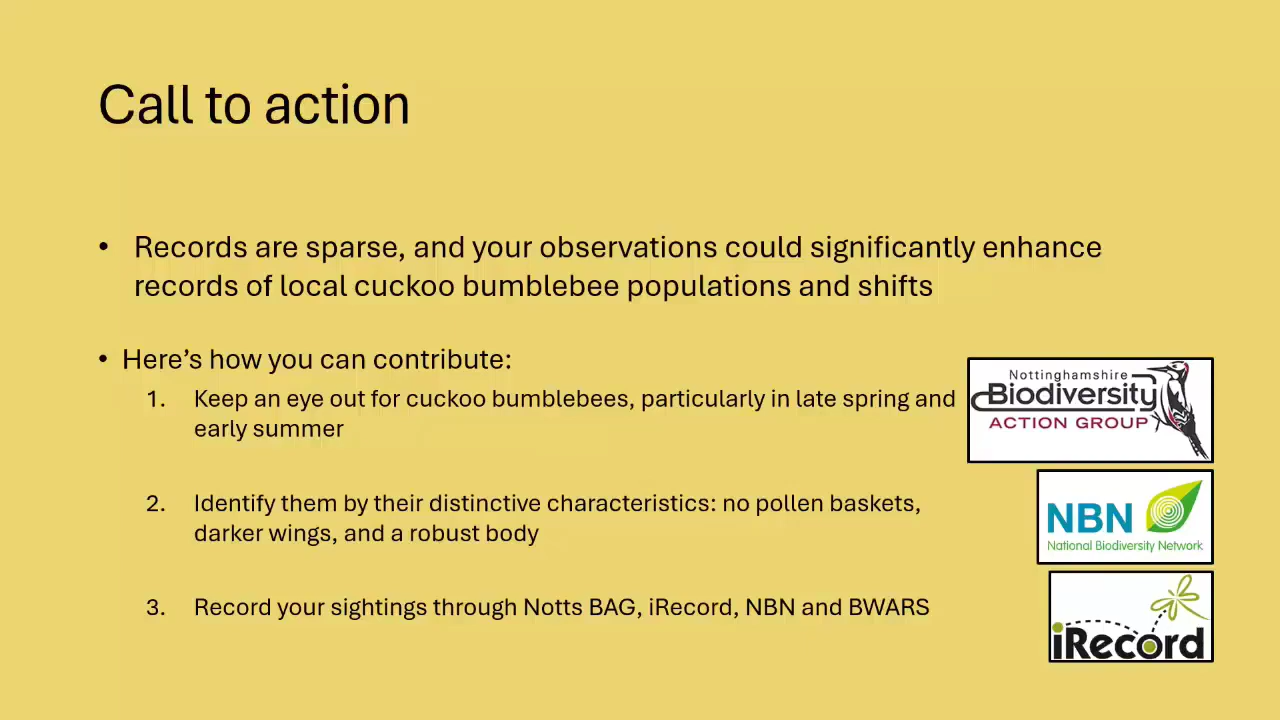 Call to action
• Records are sparse, and your observations could significantly enhance
records of local cuckoo bumblebee populations and shifts
• Here’s how you can contribute:
1. Keep an eye out for cuckoo bumblebees, particularly in late spring and
early summer
2. Identify them by their distinctive characteristics: no pollen baskets,
darker wings, and a robust body
3. Record your sightings through Notts BAG, iRecord, NBN and BWARS
Nottinghamshire
Biodiversity
ACTION GROUP
NBN
National Biodiversity Network
iRecord